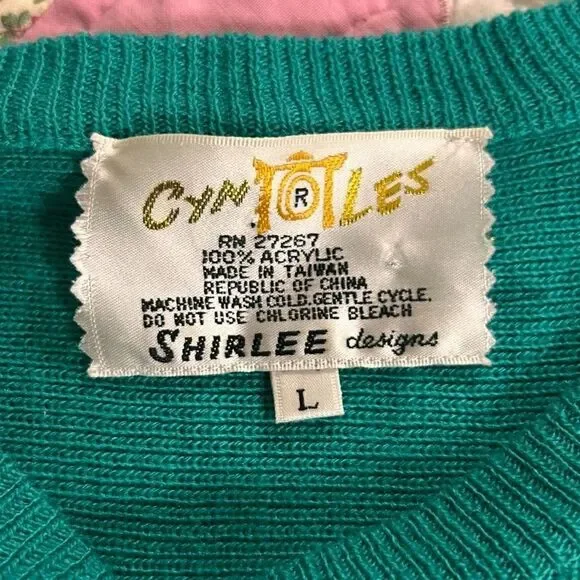 CYN ® LES
RN 27267
100% ACRYLIC
MADE IN TAIWAN
REPUBLIC OF CHINA
MACHINE WASH COLD.GENTLE CYCLE.
DO NOT USE CHLORINE BLEACH
SHIRLEE designs
L